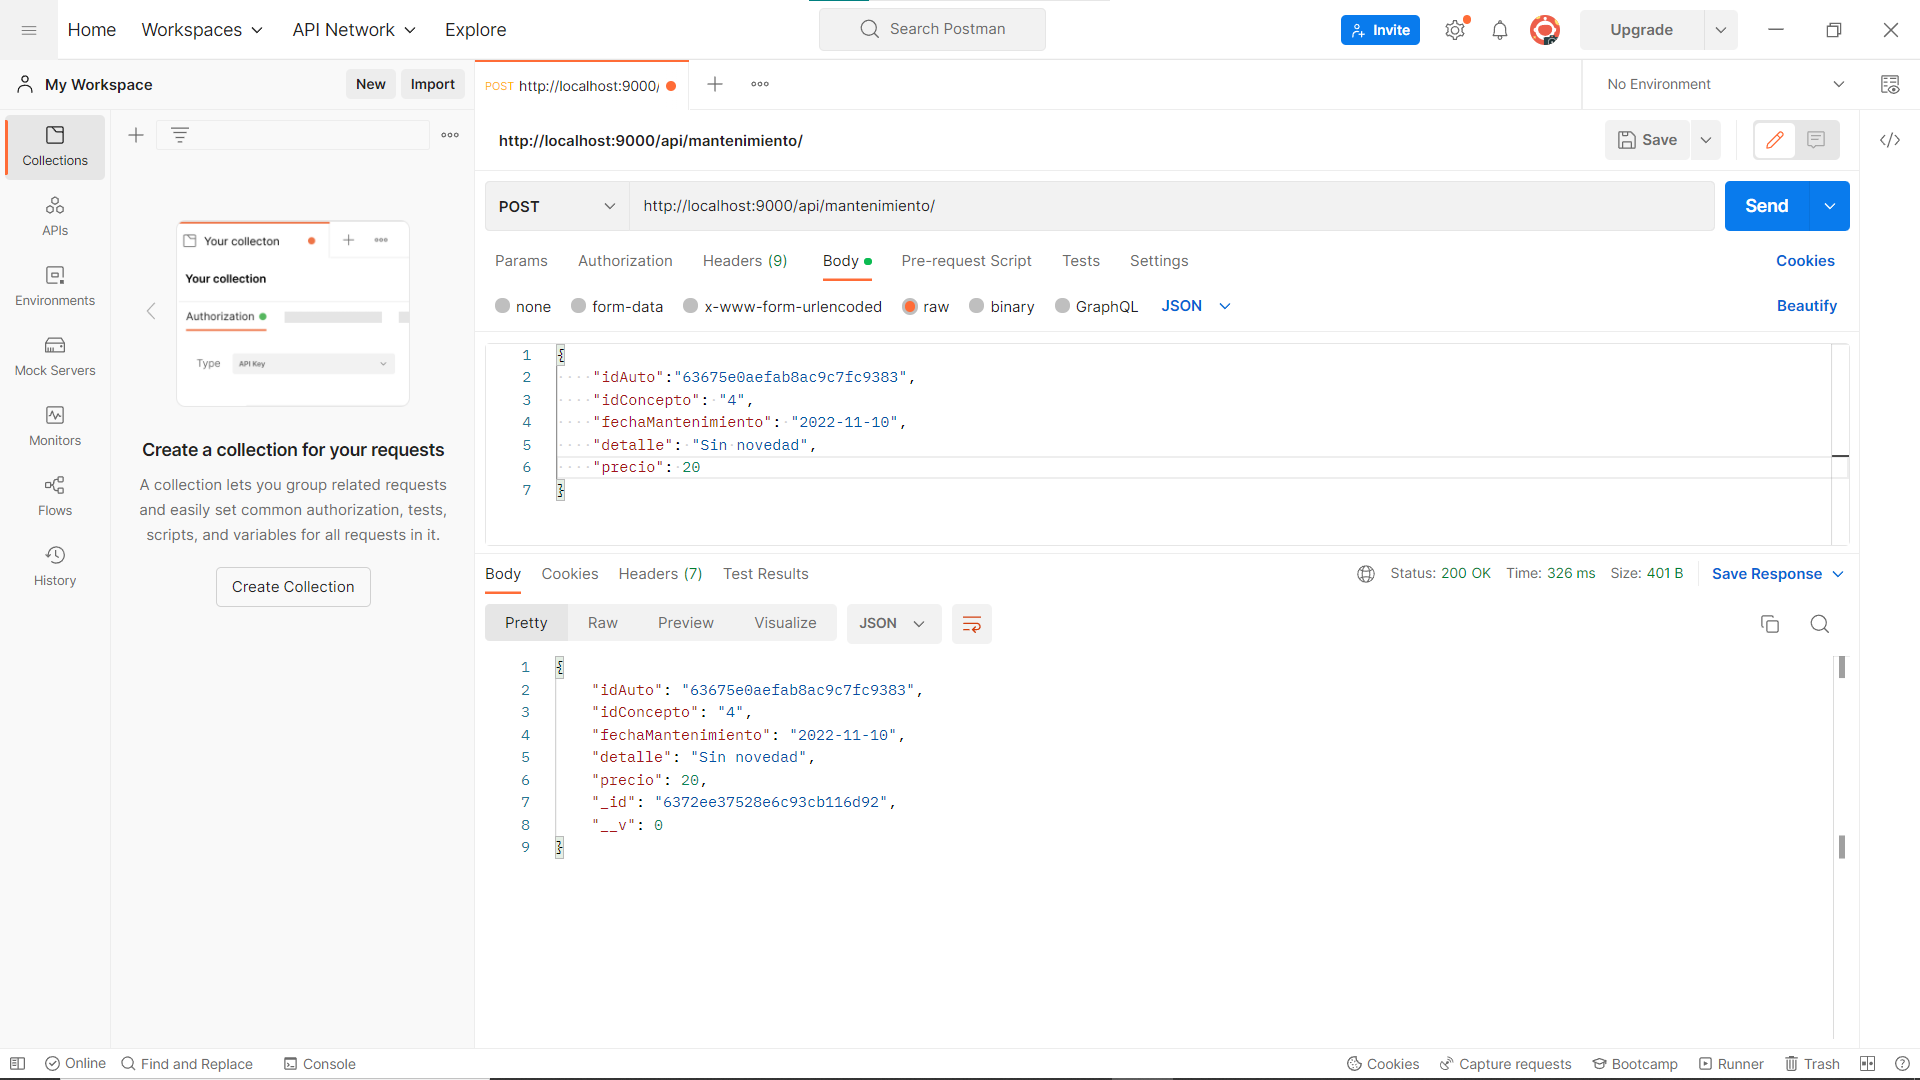 Home Workspaces API Network Explore Search Postman Invite Upgrade
My Workspace New Import POST http://localhost:9000/ No Environment
Collections
APIs
Environments
Mock Servers
Monitors
Flows
History
Your collecton
Your collection
Authorization
Type API Key
Create a collection for your requests
A collection lets you group related requests
and easily set common authorization, tests,
scripts, and variables for all requests in it.
Create Collection
http://localhost:9000/api/mantenimiento/ Save
POST http://localhost:9000/api/mantenimiento/ Send
Params Authorization Headers (9) Body Pre-request Script Tests Settings Cookies
none form-data x-www-form-urlencoded raw binary GraphQL JSON Beautify
1 {
2 "idAuto":"63675e0aefab8ac9c7fc9383",
3 "idConcepto": "4",
4 "fechaMantenimiento": "2022-11-10",
5 "detalle": "Sin novedad",
6 "precio": 20
7 }
Body Cookies Headers (7) Test Results Status: 200 OK Time: 326 ms Size: 401 B Save Response
Pretty Raw Preview Visualize JSON
1 {
2 "idAuto": "63675e0aefab8ac9c7fc9383",
3 "idConcepto": "4",
4 "fechaMantenimiento": "2022-11-10",
5 "detalle": "Sin novedad",
6 "precio": 20,
7 "_id": "6372ee37528e6c93cb116d92",
8 "__v": 0
9 }
Online Find and Replace Console Cookies Capture requests Bootcamp Runner Trash